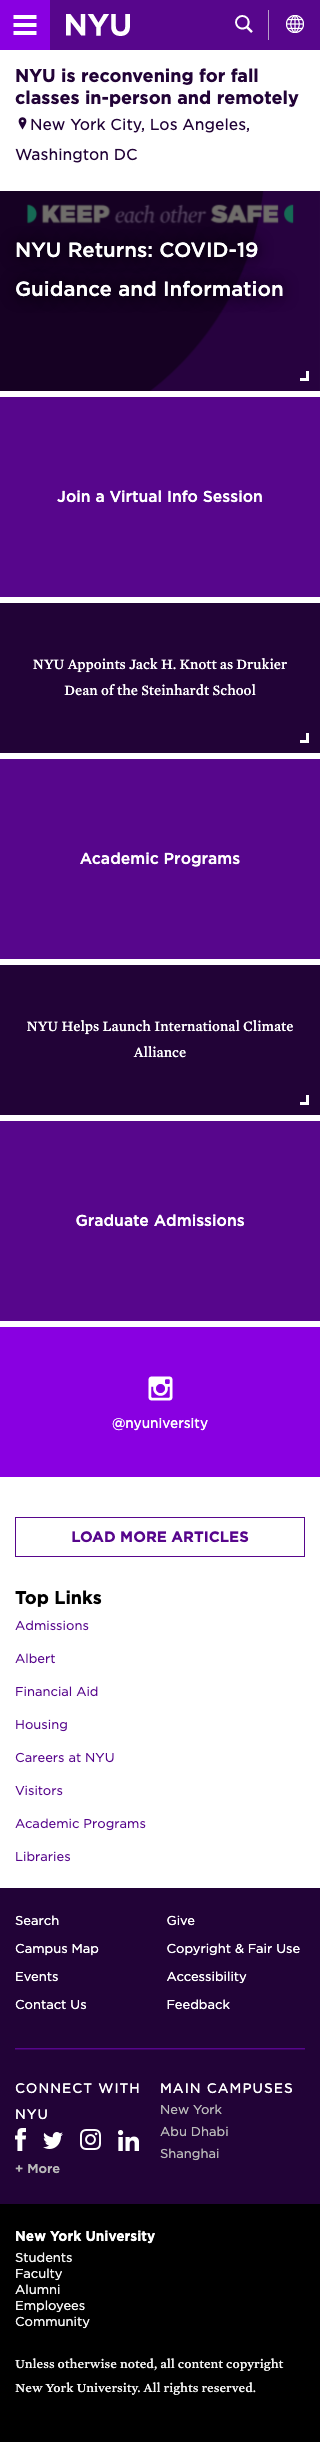 NYU
NYU is reconvening for fall
classes in-person and remotely
New York City, Los Angeles,
Washington DC
KEEP each other SAFE
NYU Returns: COVID-19
Guidance and Information
Join a Virtual Info Session
NYU Appoints Jack H. Knott as Drukier
Dean of the Steinhardt School
Academic Programs
NYU Helps Launch International Climate
Alliance
Graduate Admissions
@nyuniversity
LOAD MORE ARTICLES
Top Links
Admissions
Albert
Financial Aid
Housing
Careers at NYU
Visitors
Academic Programs
Libraries
Search
Campus Map
Events
Contact Us
Give
Copyright & Fair Use
Accessibility
Feedback
CONNECT WITH
NYU
+ More
MAIN CAMPUSES
New York
Abu Dhabi
Shanghai
New York University
Students
Faculty
Alumni
Employees
Community
Unless otherwise noted, all content copyright
New York University. All rights reserved.